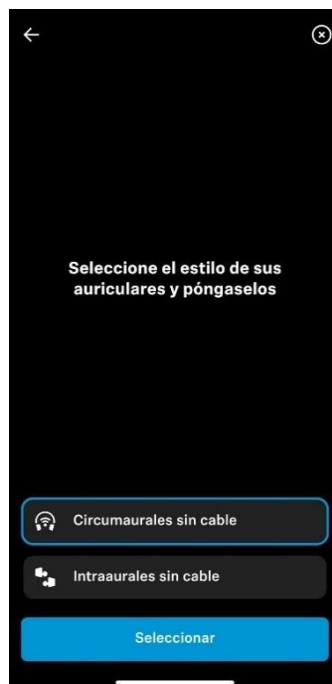 Seleccione el estilo de sus
auriculares y póngaselos
Circumaurales sin cable
Intraaurales sin cable
Seleccionar